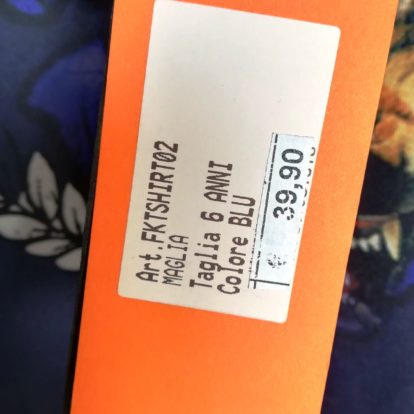 Art.FKTSHIRT02
MAGLIA
Taglia 6 ANNI
Colore BLU
€ 39,90